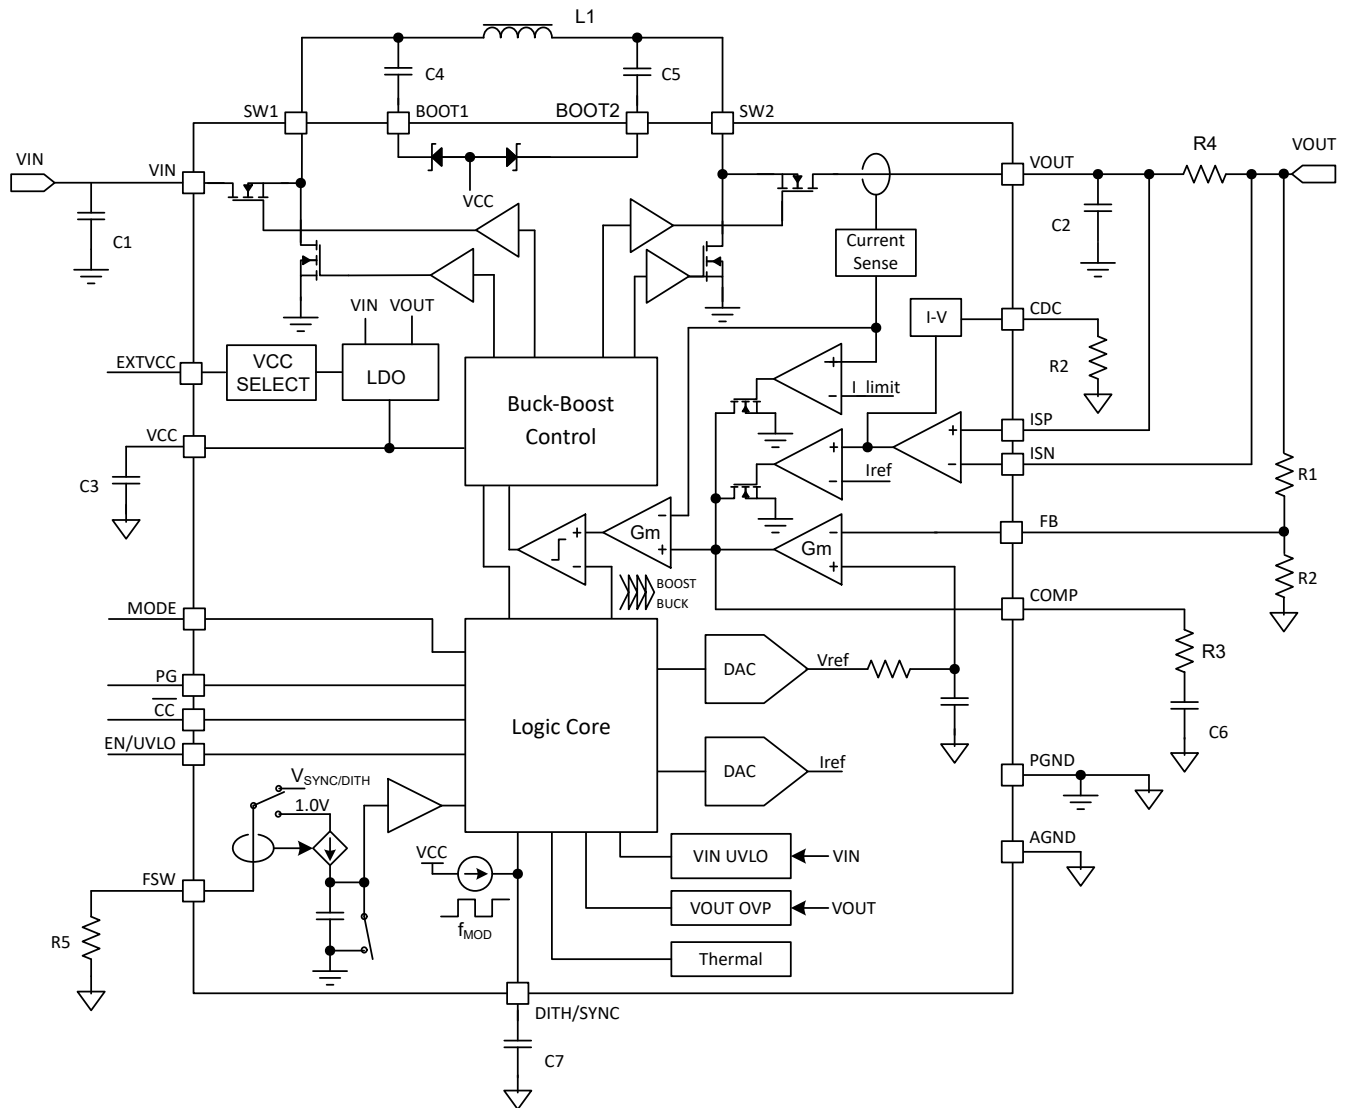 L1
C4
C5
SW1
BOOT1
BOOT2
SW2
VIN
VIN
VCC
VOUT
R4
VOUT
C1
C2
Current
Sense
VIN
VOUT
I-V
CDC
EXTVCC
VCC
SELECT
LDO
R2
Buck-Boost
Control
+
−
I_limit
VCC
ISP
+
−
ISN
+
−
Iref
C3
R1
Gm
−
+
+
−
Gm
−
+
FB
BOOST
BUCK
R2
MODE
COMP
R3
PG
CC
EN/UVLO
Logic Core
DAC
Vref
C6
DAC
Iref
PGND
VSYNC/DITH
1.0V
AGND
VCC
VIN UVLO
VIN
FSW
VOUT OVP
VOUT
fMOD
R5
Thermal
DITH/SYNC
C7